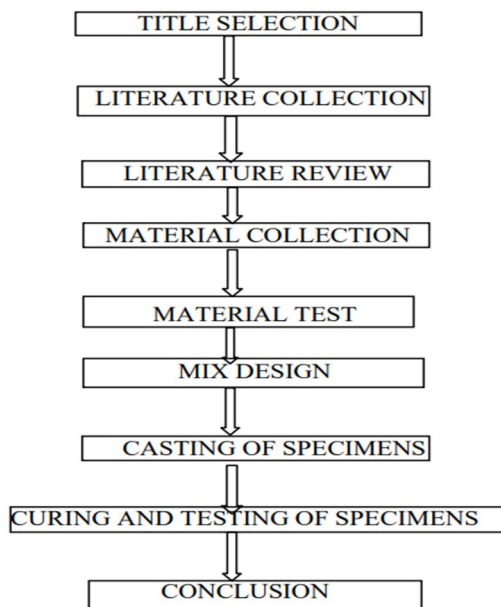 TITLE SELECTION
LITERATURE COLLECTION
LITERATURE REVIEW
MATERIAL COLLECTION
MATERIAL TEST
MIX DESIGN
CASTING OF SPECIMENS
CURING AND TESTING OF SPECIMENS
CONCLUSION